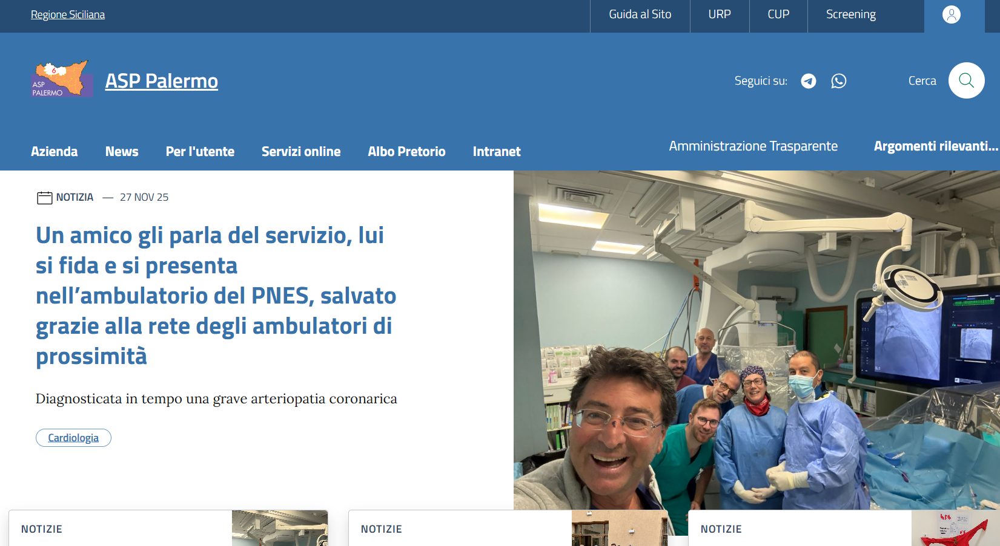 Regione Siciliana
Guida al Sito
URP
CUP
Screening
6
ASP
PALERMO
ASP Palermo
Seguici su:
Cerca
Azienda
News
Per l'utente
Servizi online
Albo Pretorio
Intranet
Amministrazione Trasparente
Argomenti rilevanti...
NOTIZIA — 27 NOV 25
Un amico gli parla del servizio, lui
si fida e si presenta
nell’ambulatorio del PNES, salvato
grazie alla rete degli ambulatori di
prossimità
Diagnosticata in tempo una grave arteriopatia coronarica
Cardiologia
NOTIZIE
NOTIZIE
NOTIZIE